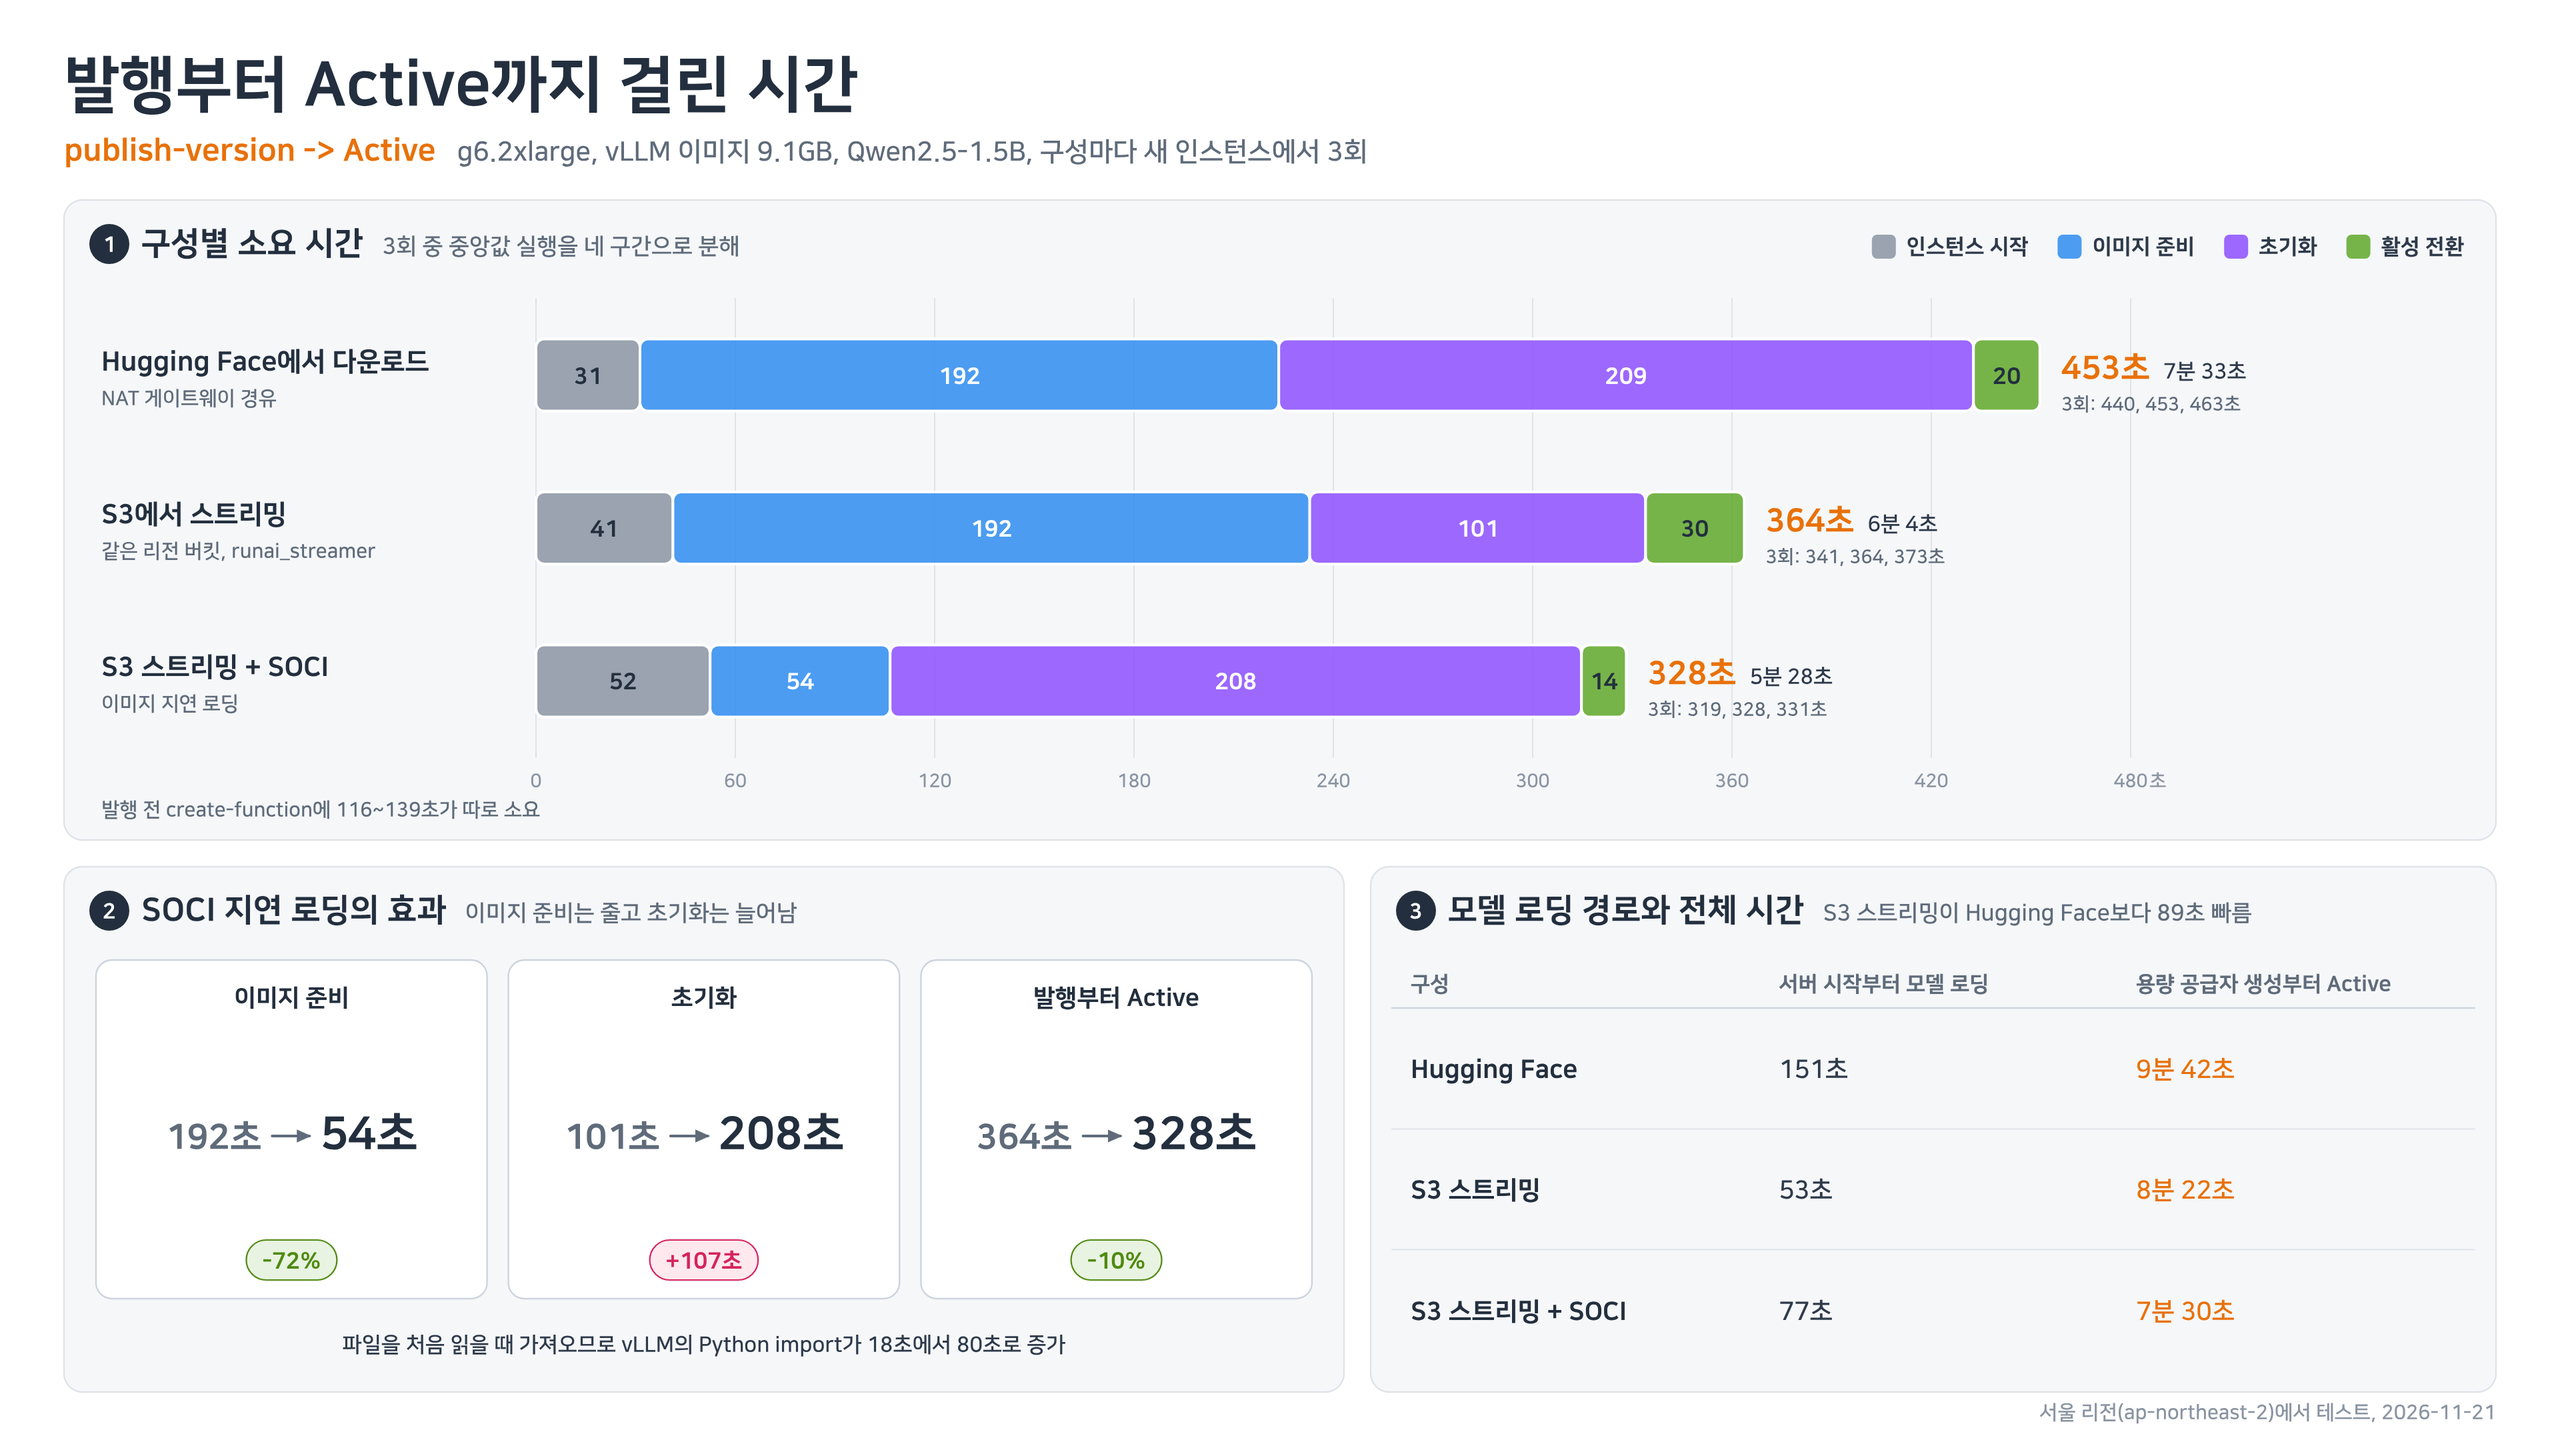 발행부터 Active까지 걸린 시간
publish-version -> Active g6.2xlarge, vLLM 이미지 9.1GB, Qwen2.5-1.5B, 구성마다 새 인스턴스에서 3회
1 구성별 소요 시간 3회 중 중앙값 실행을 네 구간으로 분해
인스턴스 시작 이미지 준비 초기화 활성 전환
Hugging Face에서 다운로드
NAT 게이트웨이 경유
31 192 209 20
453초 7분 33초
3회: 440, 453, 463초
S3에서 스트리밍
같은 리전 버킷, runai_streamer
41 192 101 30
364초 6분 4초
3회: 341, 364, 373초
S3 스트리밍 + SOCI
이미지 지연 로딩
52 54 208 14
328초 5분 28초
3회: 319, 328, 331초
0 60 120 180 240 300 360 420 480초
발행 전 create-function에 116~139초가 따로 소요
2 SOCI 지연 로딩의 효과 이미지 준비는 줄고 초기화는 늘어남
이미지 준비
192초 → 54초
-72%
초기화
101초 → 208초
+107초
발행부터 Active
364초 → 328초
-10%
파일을 처음 읽을 때 가져오므로 vLLM의 Python import가 18초에서 80초로 증가
3 모델 로딩 경로와 전체 시간 S3 스트리밍이 Hugging Face보다 89초 빠름
구성 서버 시작부터 모델 로딩 용량 공급자 생성부터 Active
Hugging Face 151초 9분 42초
S3 스트리밍 53초 8분 22초
S3 스트리밍 + SOCI 77초 7분 30초
서울 리전(ap-northeast-2)에서 테스트, 2026-11-21